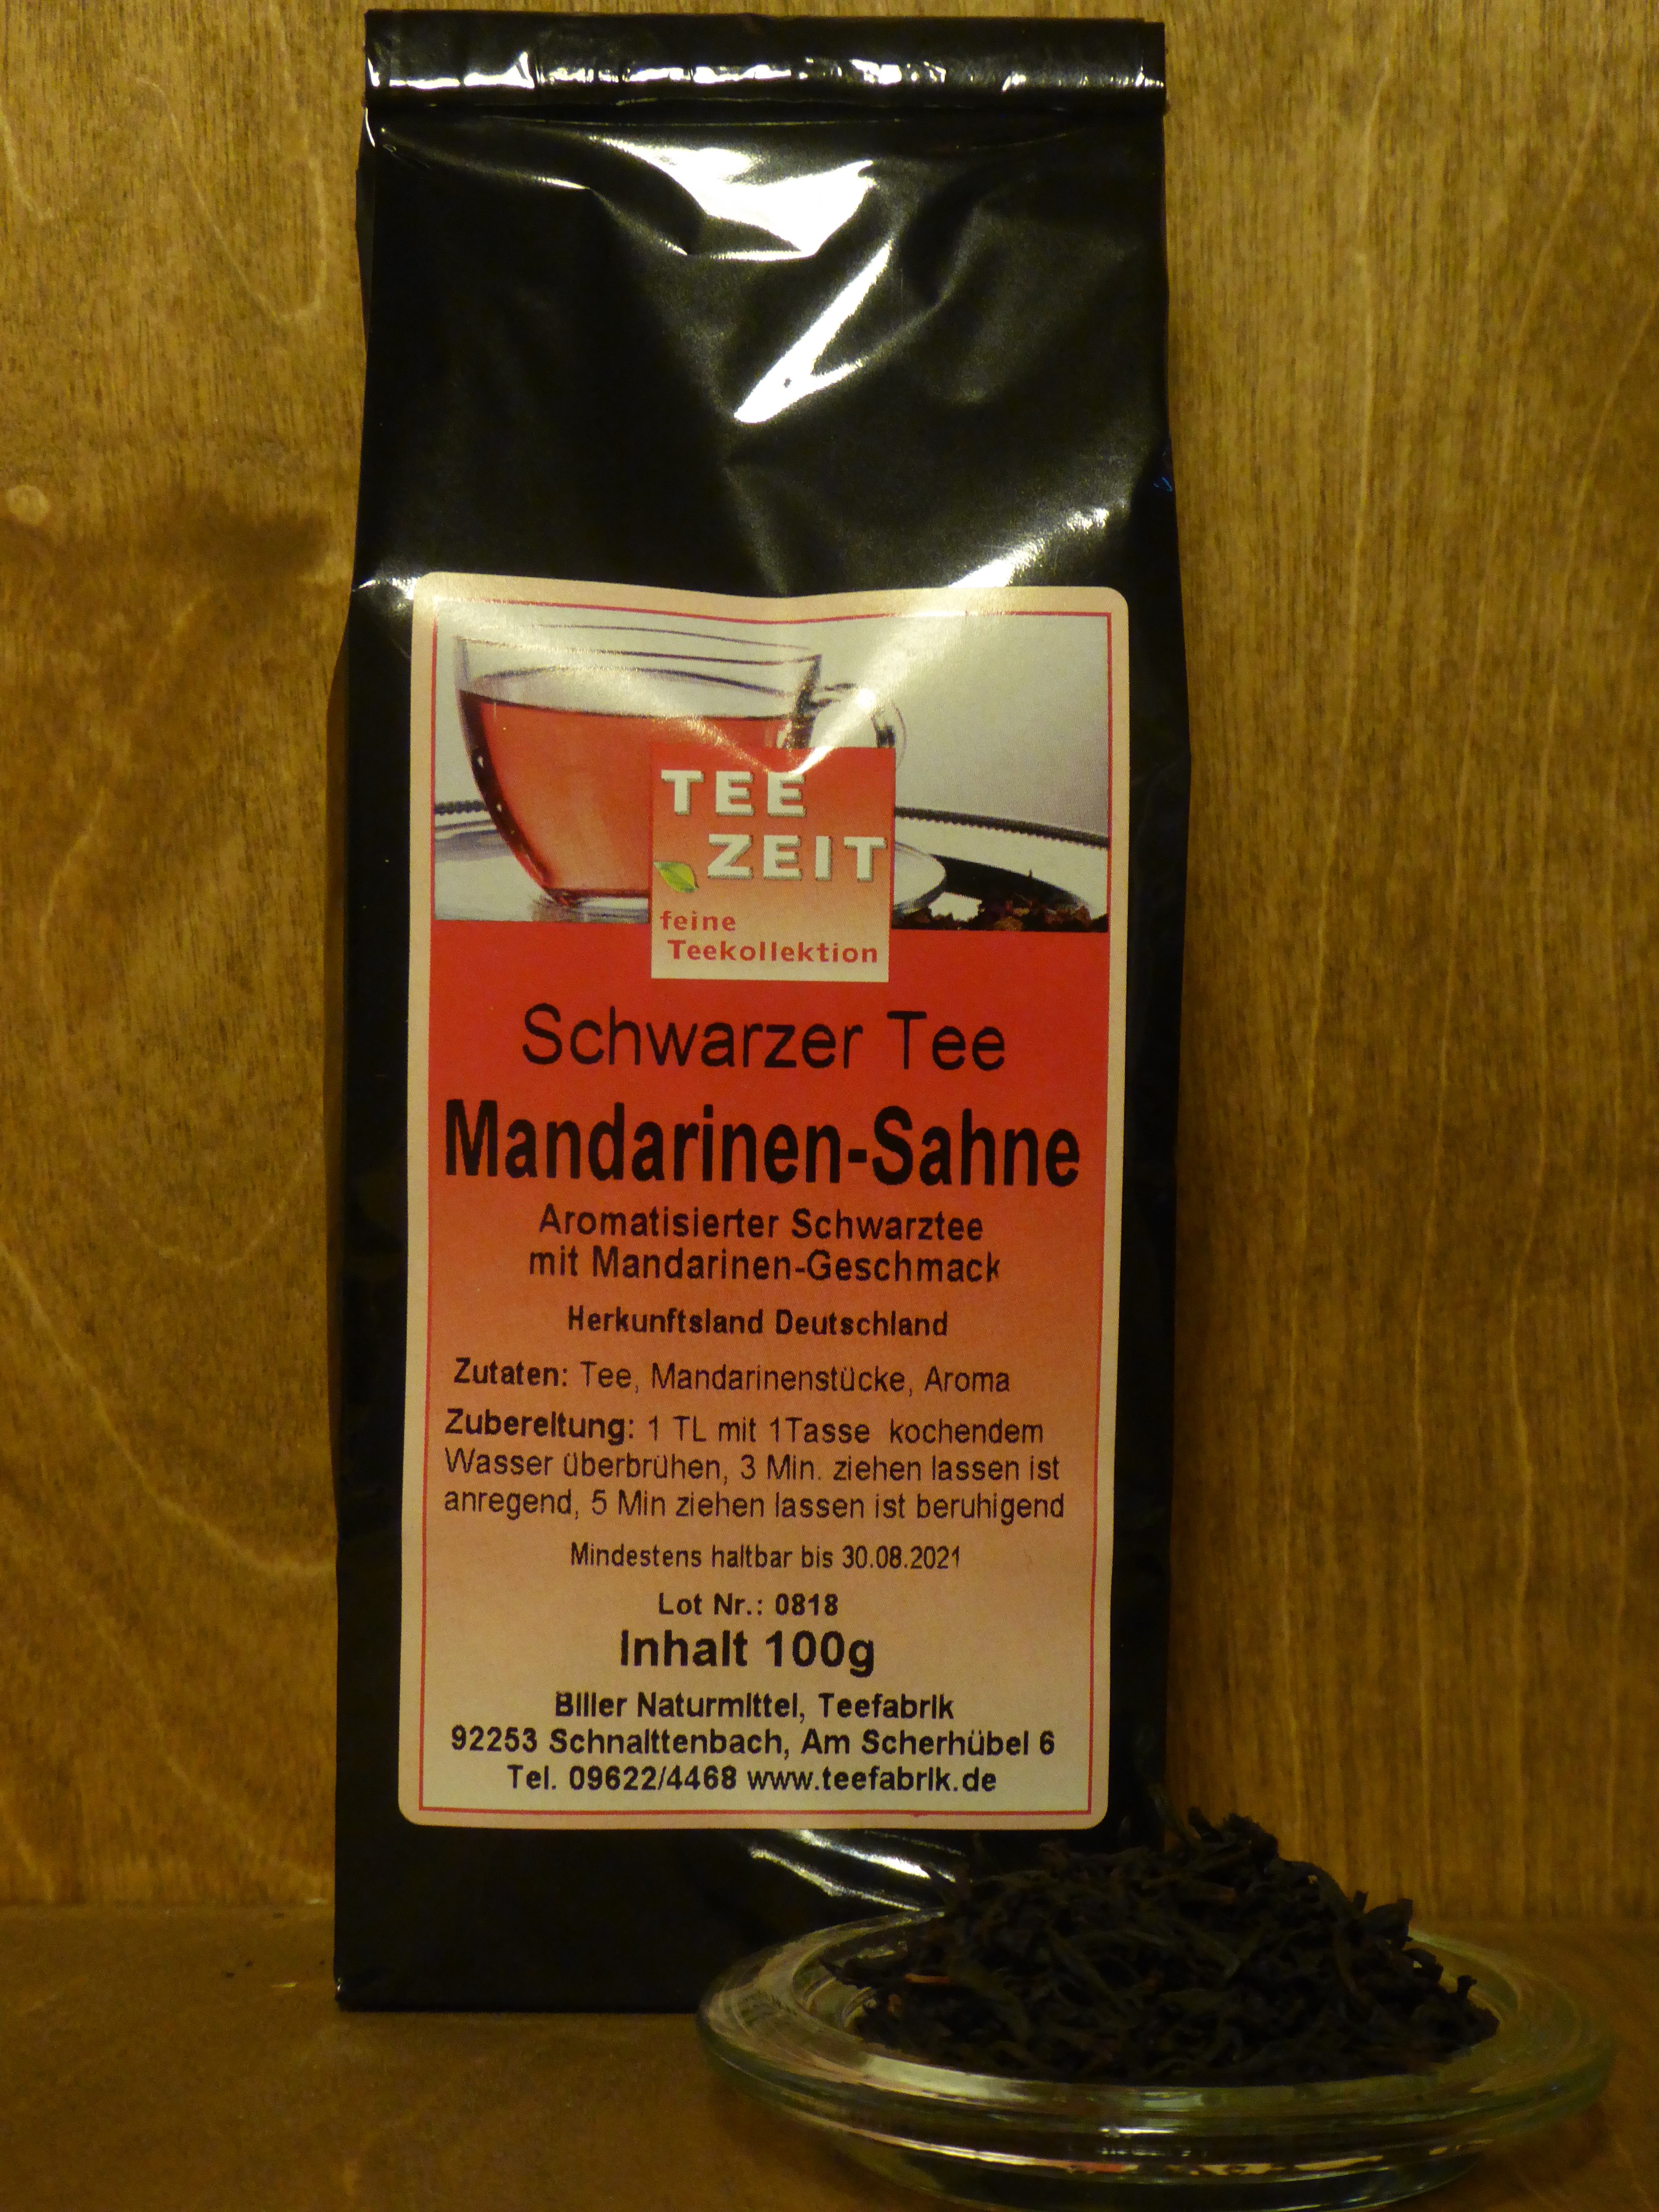 TEE
ZEIT
feine
Teekollektion
Schwarzer Tee
Mandarinen-Sahne
Aromatisierter Schwarztee
mit Mandarinen-Geschmack
Herkunftsland Deutschland
Zutaten: Tee, Mandarinenstücke, Aroma
Zubereitung: 1 TL mit 1Tasse kochendem
Wasser überbrühen, 3 Min. ziehen lassen ist
anregend, 5 Min ziehen lassen ist beruhigend
Mindestens haltbar bis 30.08.2021
Lot Nr.: 0818
Inhalt 100g
Biller Naturmittel, Teefabrik
92253 Schnaittenbach, Am Scherhübel 6
Tel. 09622/4468 www.teefabrik.de